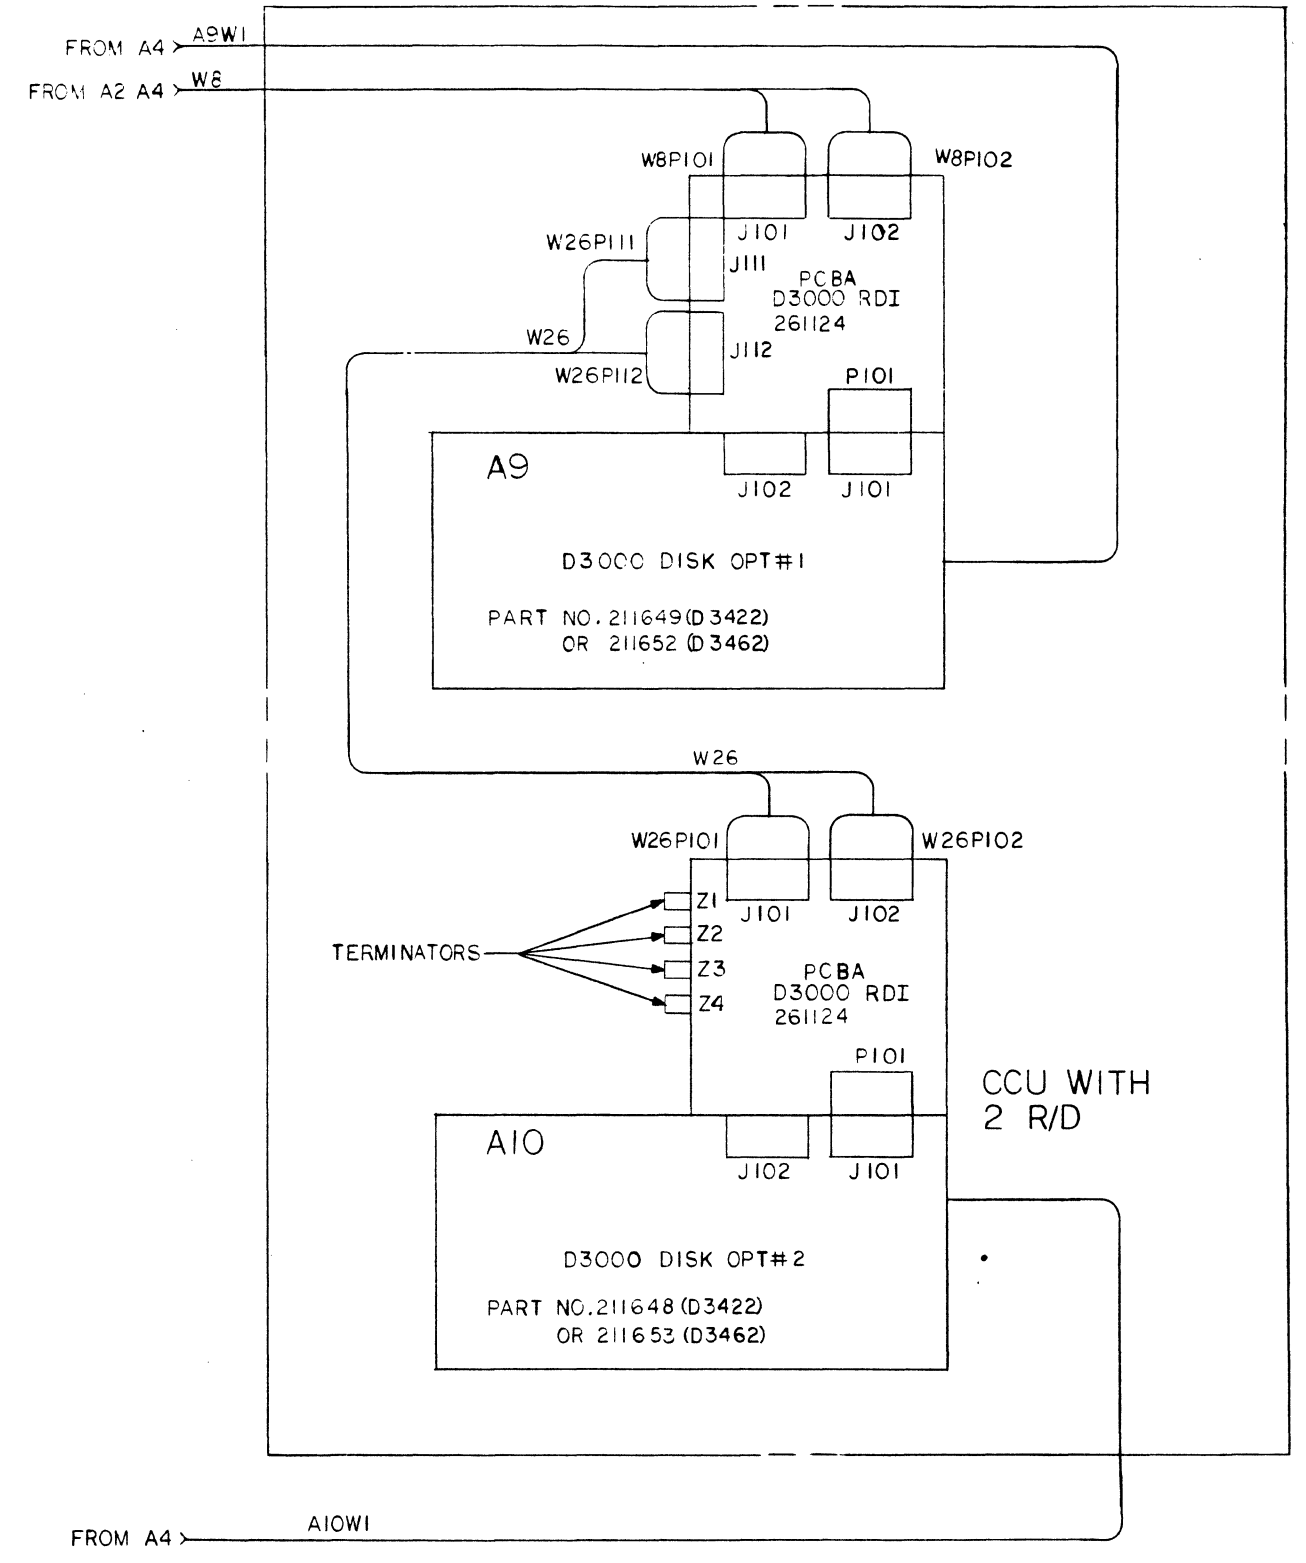 FROM A4
A9W1
FROM A2 A4
W8
W8P101
W8P102
J101
J102
W26P111
J111
PCBA
D3000 RDI
261124
W26
J112
W26P112
P101
A9
J102
J101
D3000 DISK OPT#1
PART NO. 211649 (D3422)
OR 211652 (D3462)
W26
W26P101
W26P102
Z1
J101
J102
Z2
TERMINATORS
Z3
PCBA
D3000 RDI
261124
Z4
P101
CCU WITH
2 R/D
A10
J102
J101
D3000 DISK OPT#2
PART NO. 211648 (D3422)
OR 211653 (D3462)
A10W1
FROM A4